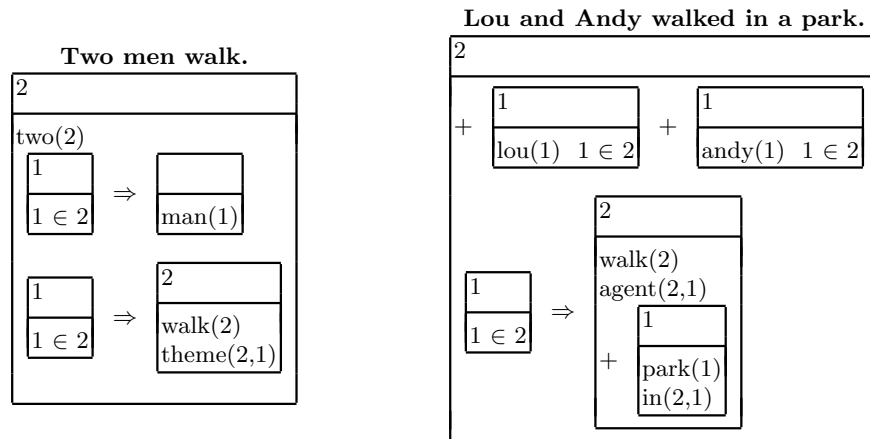 Two men walk.
2
two(2)
1
1 ∈ 2
⇒
man(1)
1
1 ∈ 2
⇒
2
walk(2)
theme(2,1)
Lou and Andy walked in a park.
2
+
1
lou(1) 1 ∈ 2
+
1
andy(1) 1 ∈ 2
1
1 ∈ 2
⇒
2
walk(2)
agent(2,1)
+
1
park(1)
in(2,1)